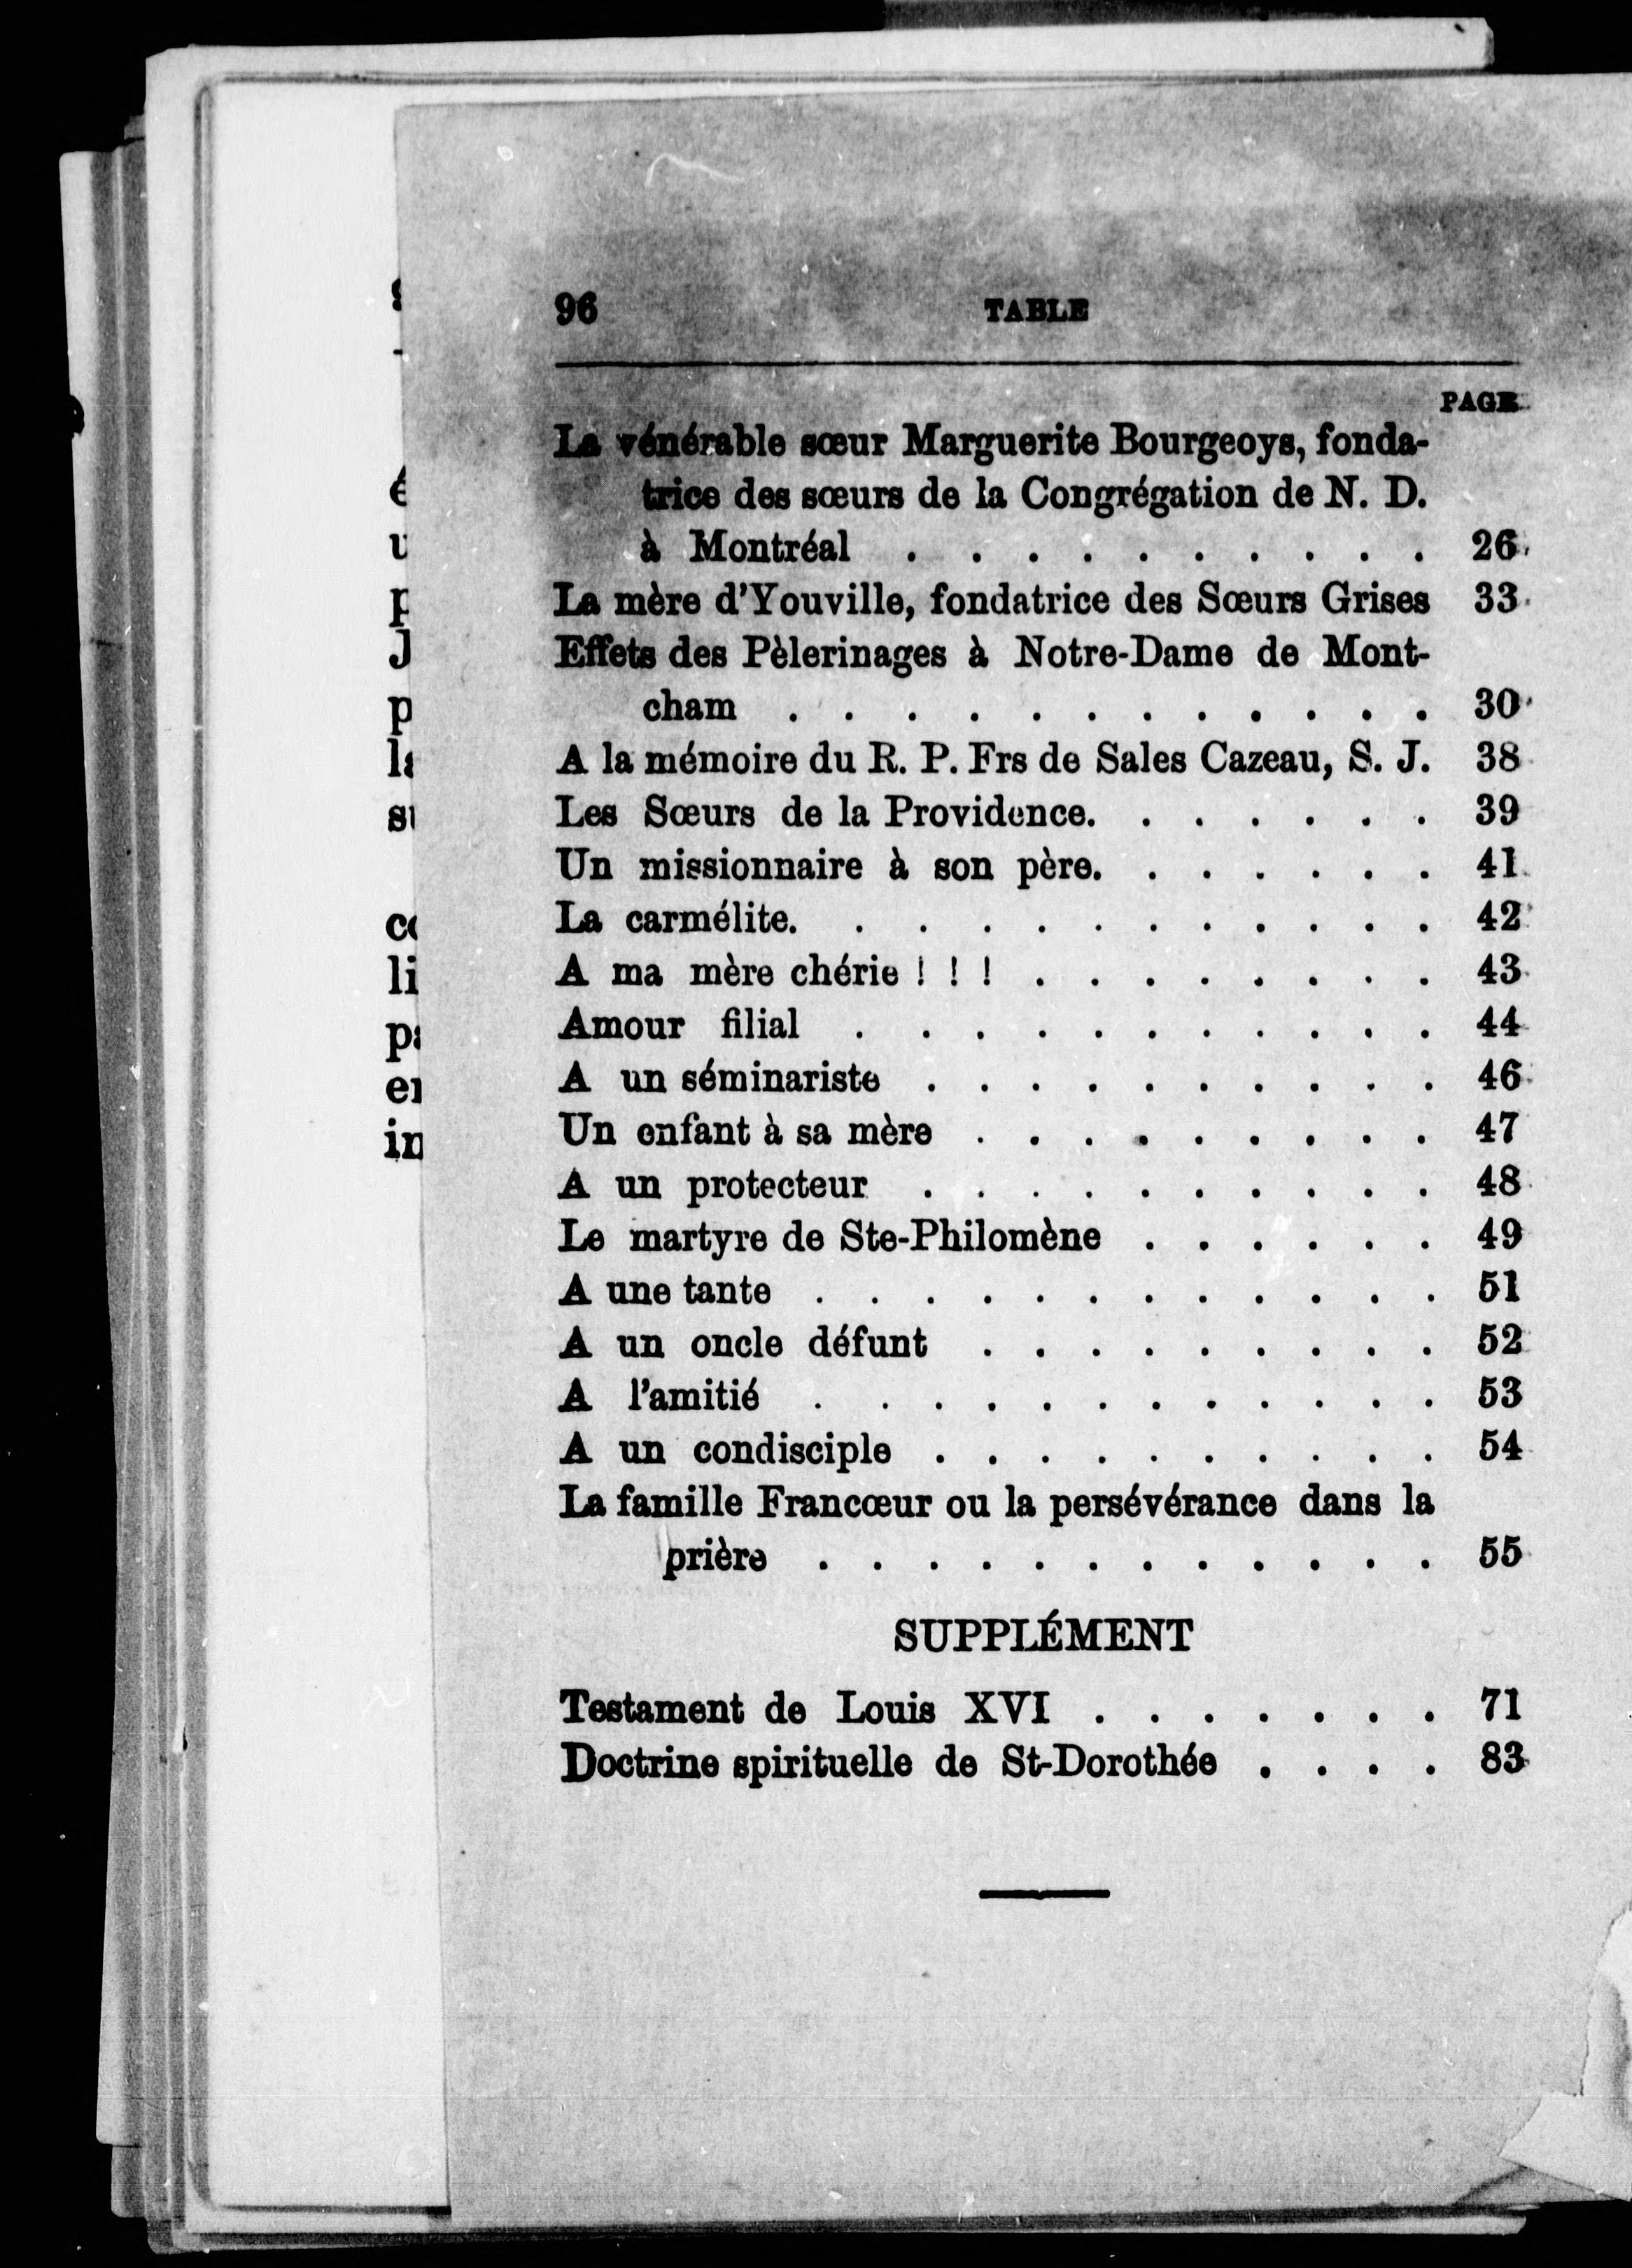 96 TABLE
PAGE
La vénérable sœur Marguerite Bourgeoys, fonda-
trice des sœurs de la Congrégation de N. D.
à Montréal . . . . . . . . . . 26
La mère d'Youville, fondatrice des Sœurs Grises 33
Effets des Pèlerinages à Notre-Dame de Mont-
cham . . . . . . . . . . . . 30
A la mémoire du R. P. Frs de Sales Cazeau, S. J. 38
Les Sœurs de la Providence. . . . . . . 39
Un missionnaire à son père. . . . . . . 41
La carmélite. . . . . . . . . . . . 42
A ma mère chérie ! ! ! . . . . . . . . 43
Amour filial . . . . . . . . . . . 44
A un séminariste . . . . . . . . . . 46
Un enfant à sa mère . . . . . . . . . 47
A un protecteur . . . . . . . . . . 48
Le martyre de Ste-Philomène . . . . . . 49
A une tante . . . . . . . . . . . . 51
A un oncle défunt . . . . . . . . . 52
A l'amitié . . . . . . . . . . . . 53
A un condisciple . . . . . . . . . . 54
La famille Francœur ou la persévérance dans la
prière . . . . . . . . . . . . 55
SUPPLÉMENT
Testament de Louis XVI . . . . . . . 71
Doctrine spirituelle de St-Dorothée . . . . 83